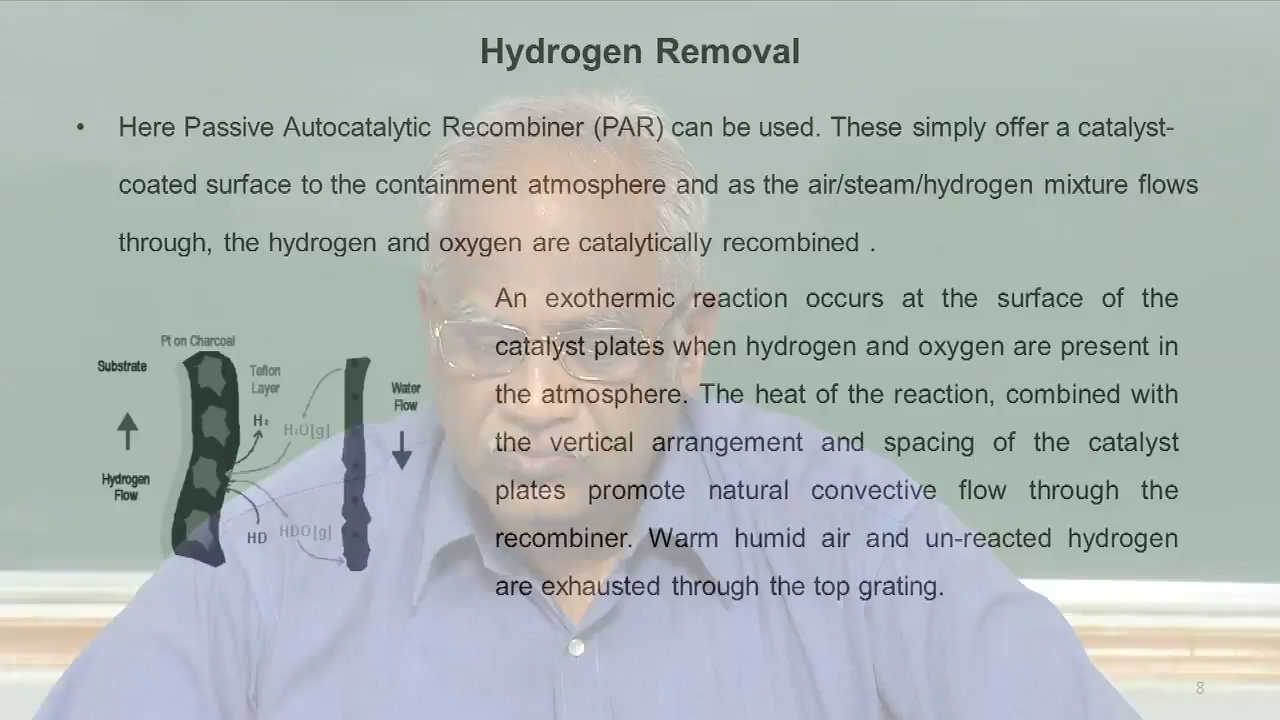 Hydrogen Removal
• Here Passive Autocatalytic Recombiner (PAR) can be used. These simply offer a catalyst-
coated surface to the containment atmosphere and as the air/steam/hydrogen mixture flows
through, the hydrogen and oxygen are catalytically recombined .
An exothermic reaction occurs at the surface of the
catalyst plates when hydrogen and oxygen are present in
the atmosphere. The heat of the reaction, combined with
the vertical arrangement and spacing of the catalyst
plates promote natural convective flow through the
recombiner. Warm humid air and un-reacted hydrogen
are exhausted through the top grating.
Pt on Charcoal
Substrate
Teflon
Layer
Water
Flow
H₂
H₂O[g]
Hydrogen
Flow
HD
HDO[g]
8